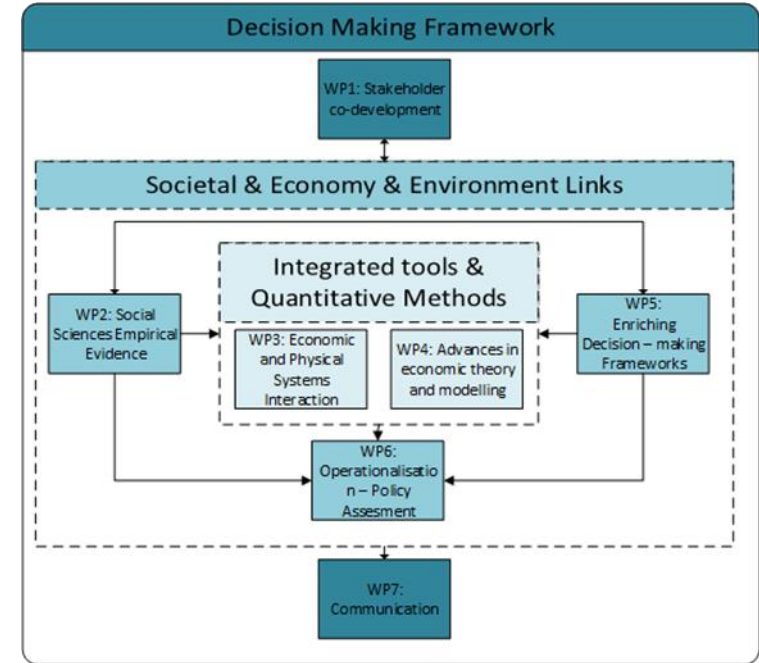 Decision Making Framework
WP1: Stakeholder
co-development
Societal & Economy & Environment Links
Integrated tools &
Quantitative Methods
WP2: Social
Sciences Empirical
Evidence
WP3: Economic
and Physical
Systems
Interaction
WP4: Advances in
economic theory
and modelling
WP5:
Enriching
Decision – making
Frameworks
WP6:
Operationalisatio
n – Policy
Assesment
WP7:
Communication